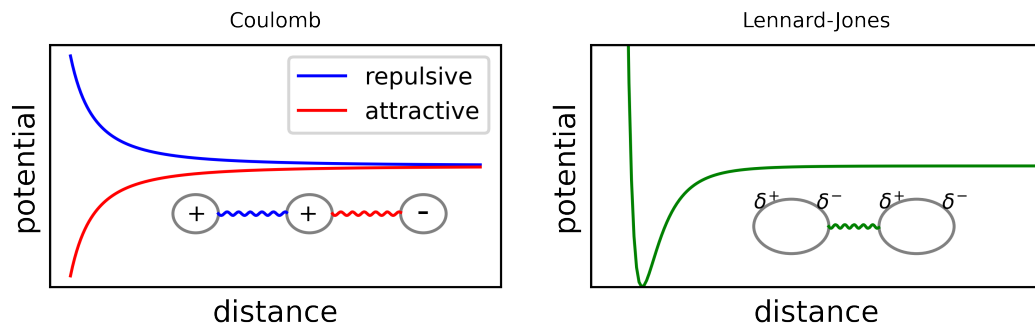 Coulomb
potential
repulsive
attractive
+ + -
distance
Lennard-Jones
potential
δ⁺ δ⁻ δ⁺ δ⁻
distance